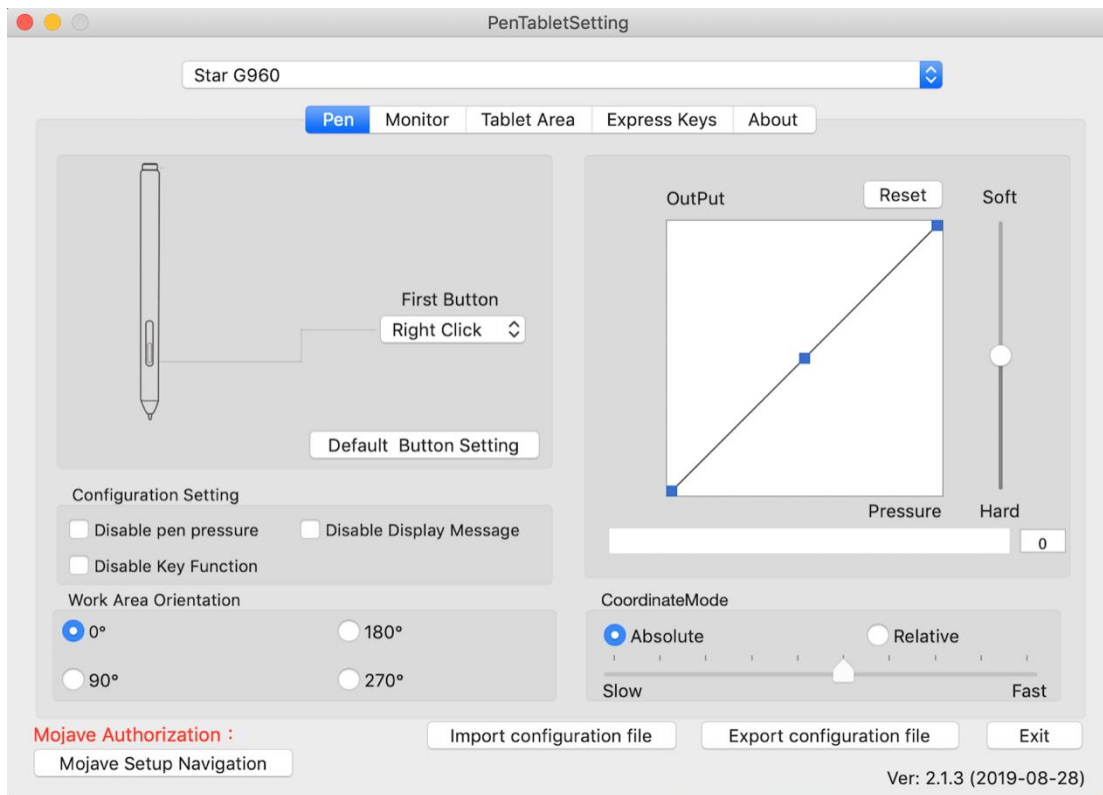 PenTabletSetting
Star G960
Pen Monitor Tablet Area Express Keys About
OutPut
Reset
Soft
First Button
Right Click
Default Button Setting
Pressure
Hard
0
Configuration Setting
Disable pen pressure
Disable Display Message
Disable Key Function
Work Area Orientation
0°
180°
90°
270°
CoordinateMode
Absolute
Relative
Slow
Fast
Mojave Authorization：
Mojave Setup Navigation
Import configuration file
Export configuration file
Exit
Ver: 2.1.3 (2019-08-28)